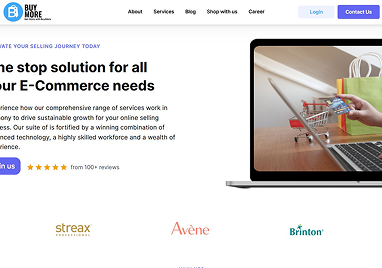 BUY
MORE
About
Services
Blog
Shop with us
Career
Login
Contact Us
VATE YOUR SELLING JOURNEY TODAY
ne stop solution for all
our E-Commerce needs
erience how our comprehensive range of services work in
mony to drive sustainable growth for your online selling
ess. Our suite of is fortified by a winning combination of
nced technology, a highly skilled workforce and a wealth of
rience.
in us
from 100+ reviews
streax
PROFESSIONAL
Avène
Brinton